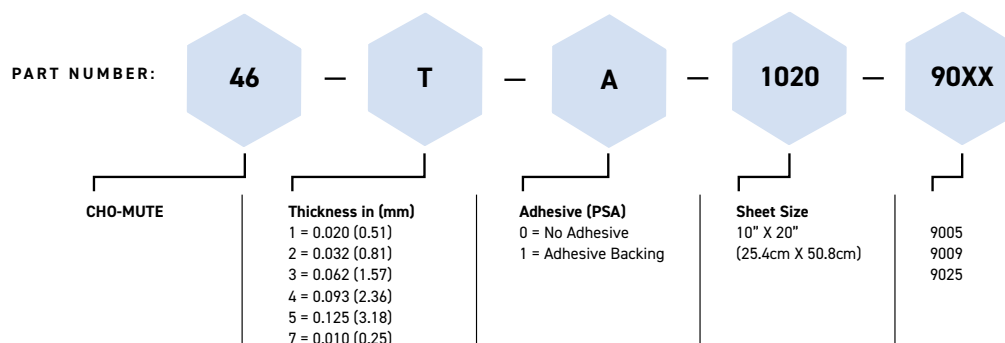 PART NUMBER: 46 — T — A — 1020 — 90XX
CHO-MUTE
Thickness in (mm)
1 = 0.020 (0.51)
2 = 0.032 (0.81)
3 = 0.062 (1.57)
4 = 0.093 (2.36)
5 = 0.125 (3.18)
7 = 0.010 (0.25)
Adhesive (PSA)
0 = No Adhesive
1 = Adhesive Backing
Sheet Size
10” X 20”
(25.4cm X 50.8cm)
9005
9009
9025